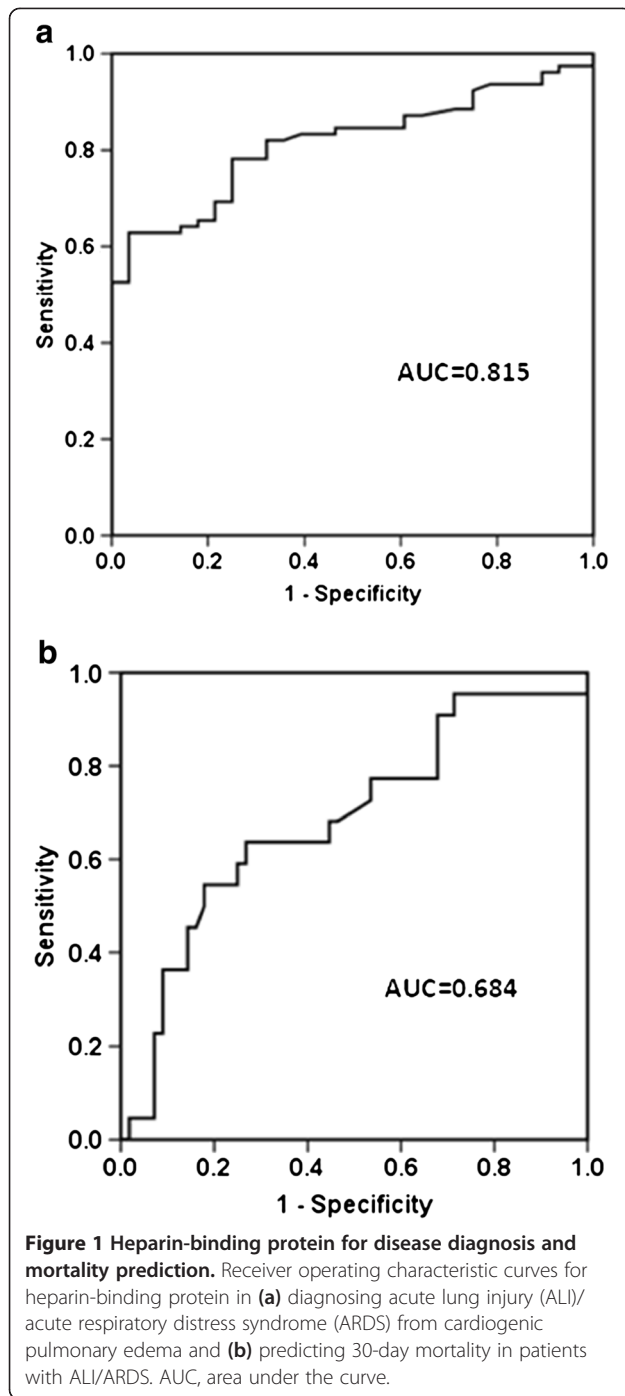 a
1.0
0.8
0.6
0.4
0.2
0.0
Sensitivity
AUC=0.815
0.0 0.2 0.4 0.6 0.8 1.0
1 - Specificity
b
1.0
0.8
0.6
0.4
0.2
0.0
Sensitivity
AUC=0.684
0.0 0.2 0.4 0.6 0.8 1.0
1 - Specificity
Figure 1 Heparin-binding protein for disease diagnosis and
mortality prediction. Receiver operating characteristic curves for
heparin-binding protein in (a) diagnosing acute lung injury (ALI)/
acute respiratory distress syndrome (ARDS) from cardiogenic
pulmonary edema and (b) predicting 30-day mortality in patients
with ALI/ARDS. AUC, area under the curve.